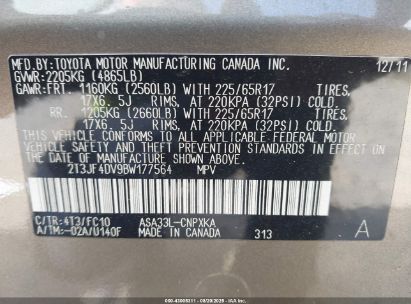 MFD.BY:TOYOTA MOTOR MANUFACTURING CANADA INC. 12/11
GVWR:2205KG (4865LB)
GAWR:FRT. 1160KG (2560LB) WITH 225/65R17 TIRES,
17X6. 5J RIMS, AT 220KPA (32PSI) COLD.
RR. 1205KG (2660LB) WITH 225/65R17 TIRES,
17X6. 5J RIMS, AT 220KPA (32PSI) COLD.
THIS VEHICLE CONFORMS TO ALL APPLICABLE FEDERAL MOTOR
VEHICLE SAFETY AND THEFT PREVENTION STANDARDS IN EFFECT
ON THE DATE OF MANUFACTURE SHOWN ABOVE.
2T3JF4DV9BW177564 MPV
C/TR:4T3/FC10 ASA33L-CNPXKA
A/TM:-02A/U140F MADE IN CANADA 313 A